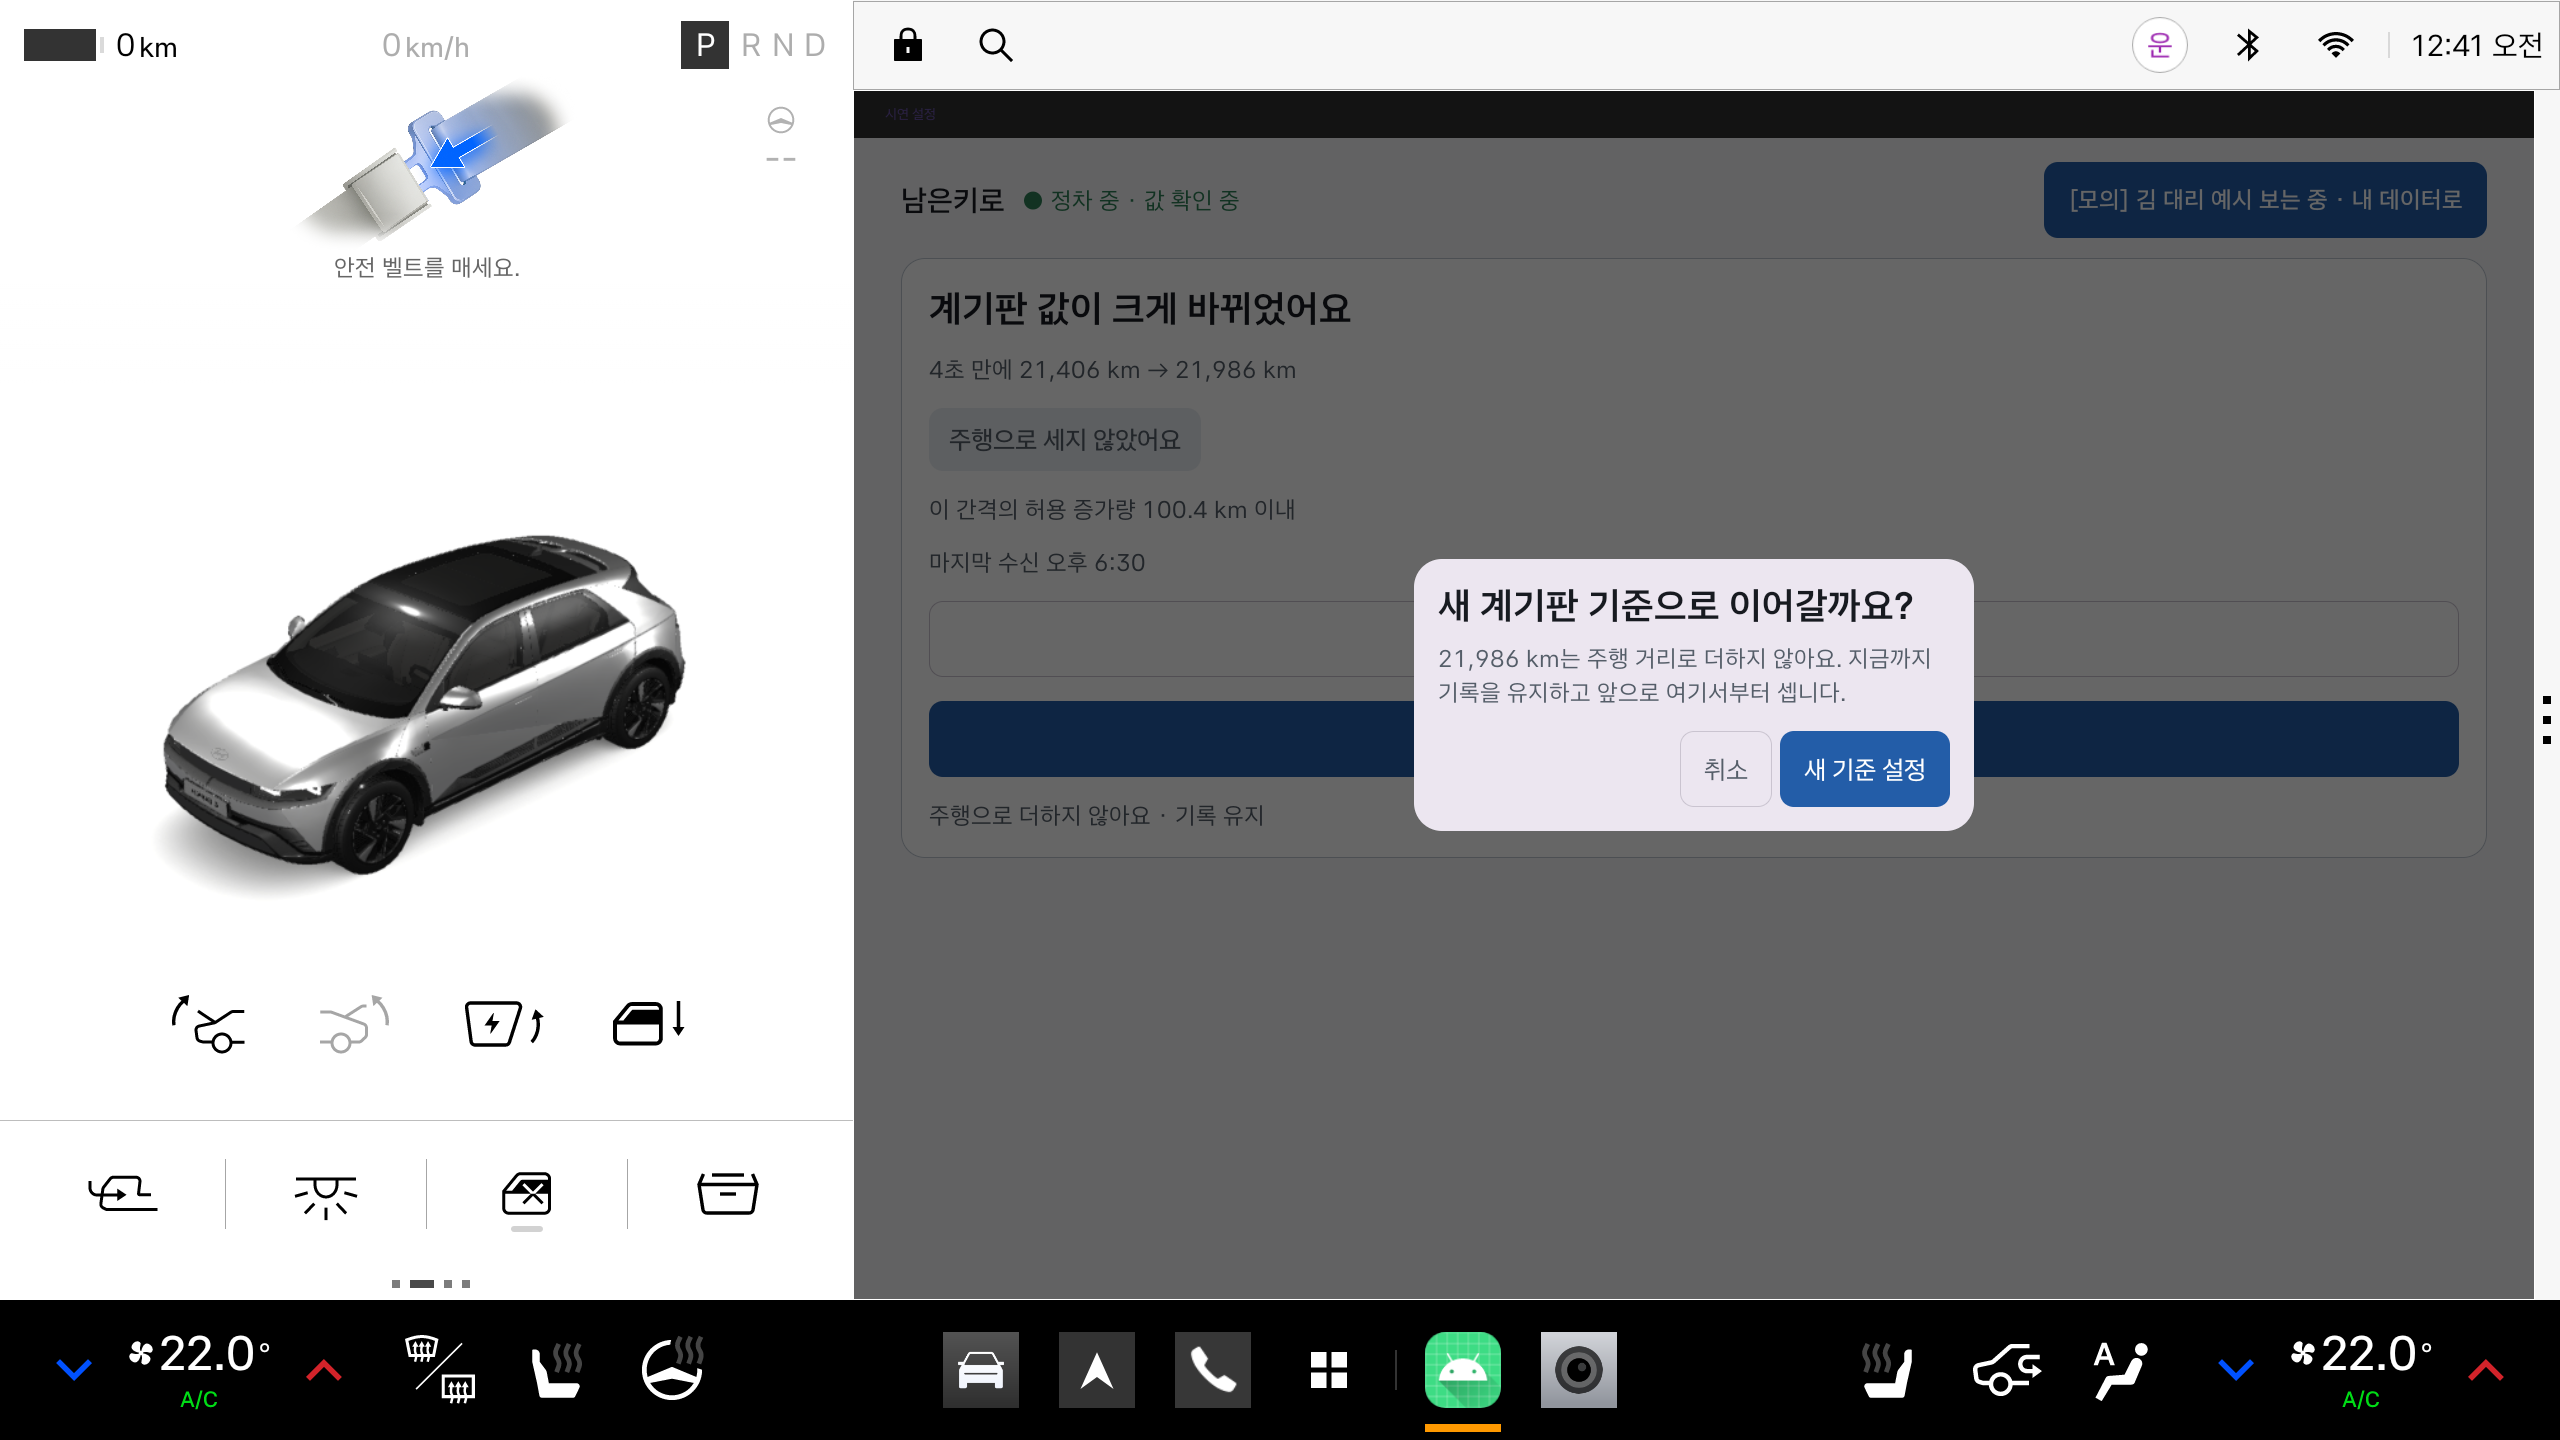 0 km
0 km/h
P R N D
안전 벨트를 매세요.
운
12:41 오전
시연 설정
남은키로
정차 중 · 값 확인 중
[모의] 김 대리 예시 보는 중 · 내 데이터로
계기판 값이 크게 바뀌었어요
4초 만에 21,406 km → 21,986 km
주행으로 세지 않았어요
이 간격의 허용 증가량 100.4 km 이내
마지막 수신 오후 6:30
새 계기판 기준으로 이어갈까요?
21,986 km는 주행 거리로 더하지 않아요. 지금까지
기록을 유지하고 앞으로 여기서부터 셉니다.
취소
새 기준 설정
주행으로 더하지 않아요 · 기록 유지
22.0°
A/C
A
22.0°
A/C